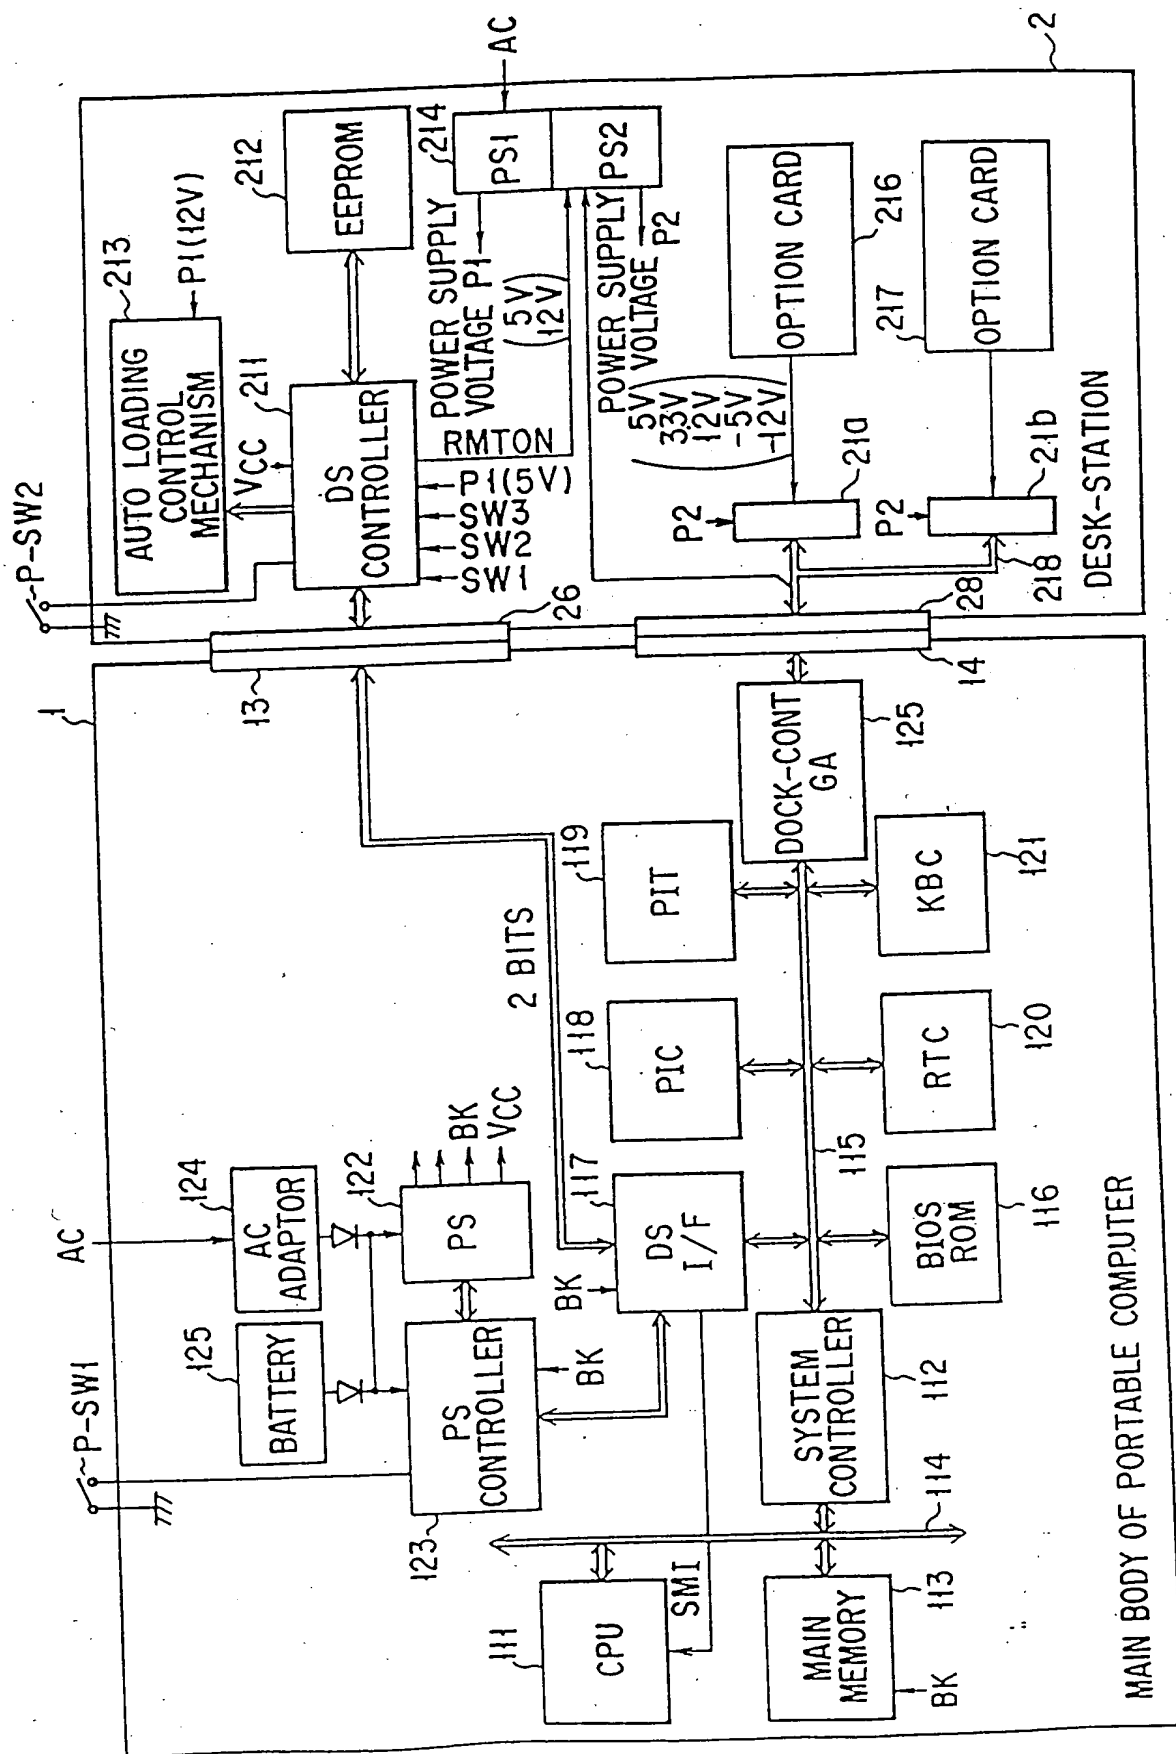 1
AC
P-SW1
P-SW2
125
BATTERY
124
AC
ADAPTOR
123
PS
CONTROLLER
BK
122
PS
BK
VCC
2 BITS
111
CPU
SMI
MAIN
MEMORY
113
BK
114
SYSTEM
CONTROLLER
112
117
DS
I/F
BK
115
BIOS
ROM
116
118
PIC
RTC
120
119
PIT
KBC
121
DOCK-CONT
GA
125
13
26
14
28
MAIN BODY OF PORTABLE COMPUTER
213
AUTO LOADING
CONTROL
MECHANISM
P1(12V)
VCC
211
DS
CONTROLLER
212
EEPROM
SW1
SW2
SW3
P1(5V)
RMTON
214
PS1
PS2
AC
POWER SUPPLY
VOLTAGE P1
(5V
12V)
POWER SUPPLY
VOLTAGE P2
(5V
3.3V
12V
-5V
-12V)
P2
21a
OPTION CARD
216
P2
21b
OPTION CARD
217
218
DESK-STATION
2